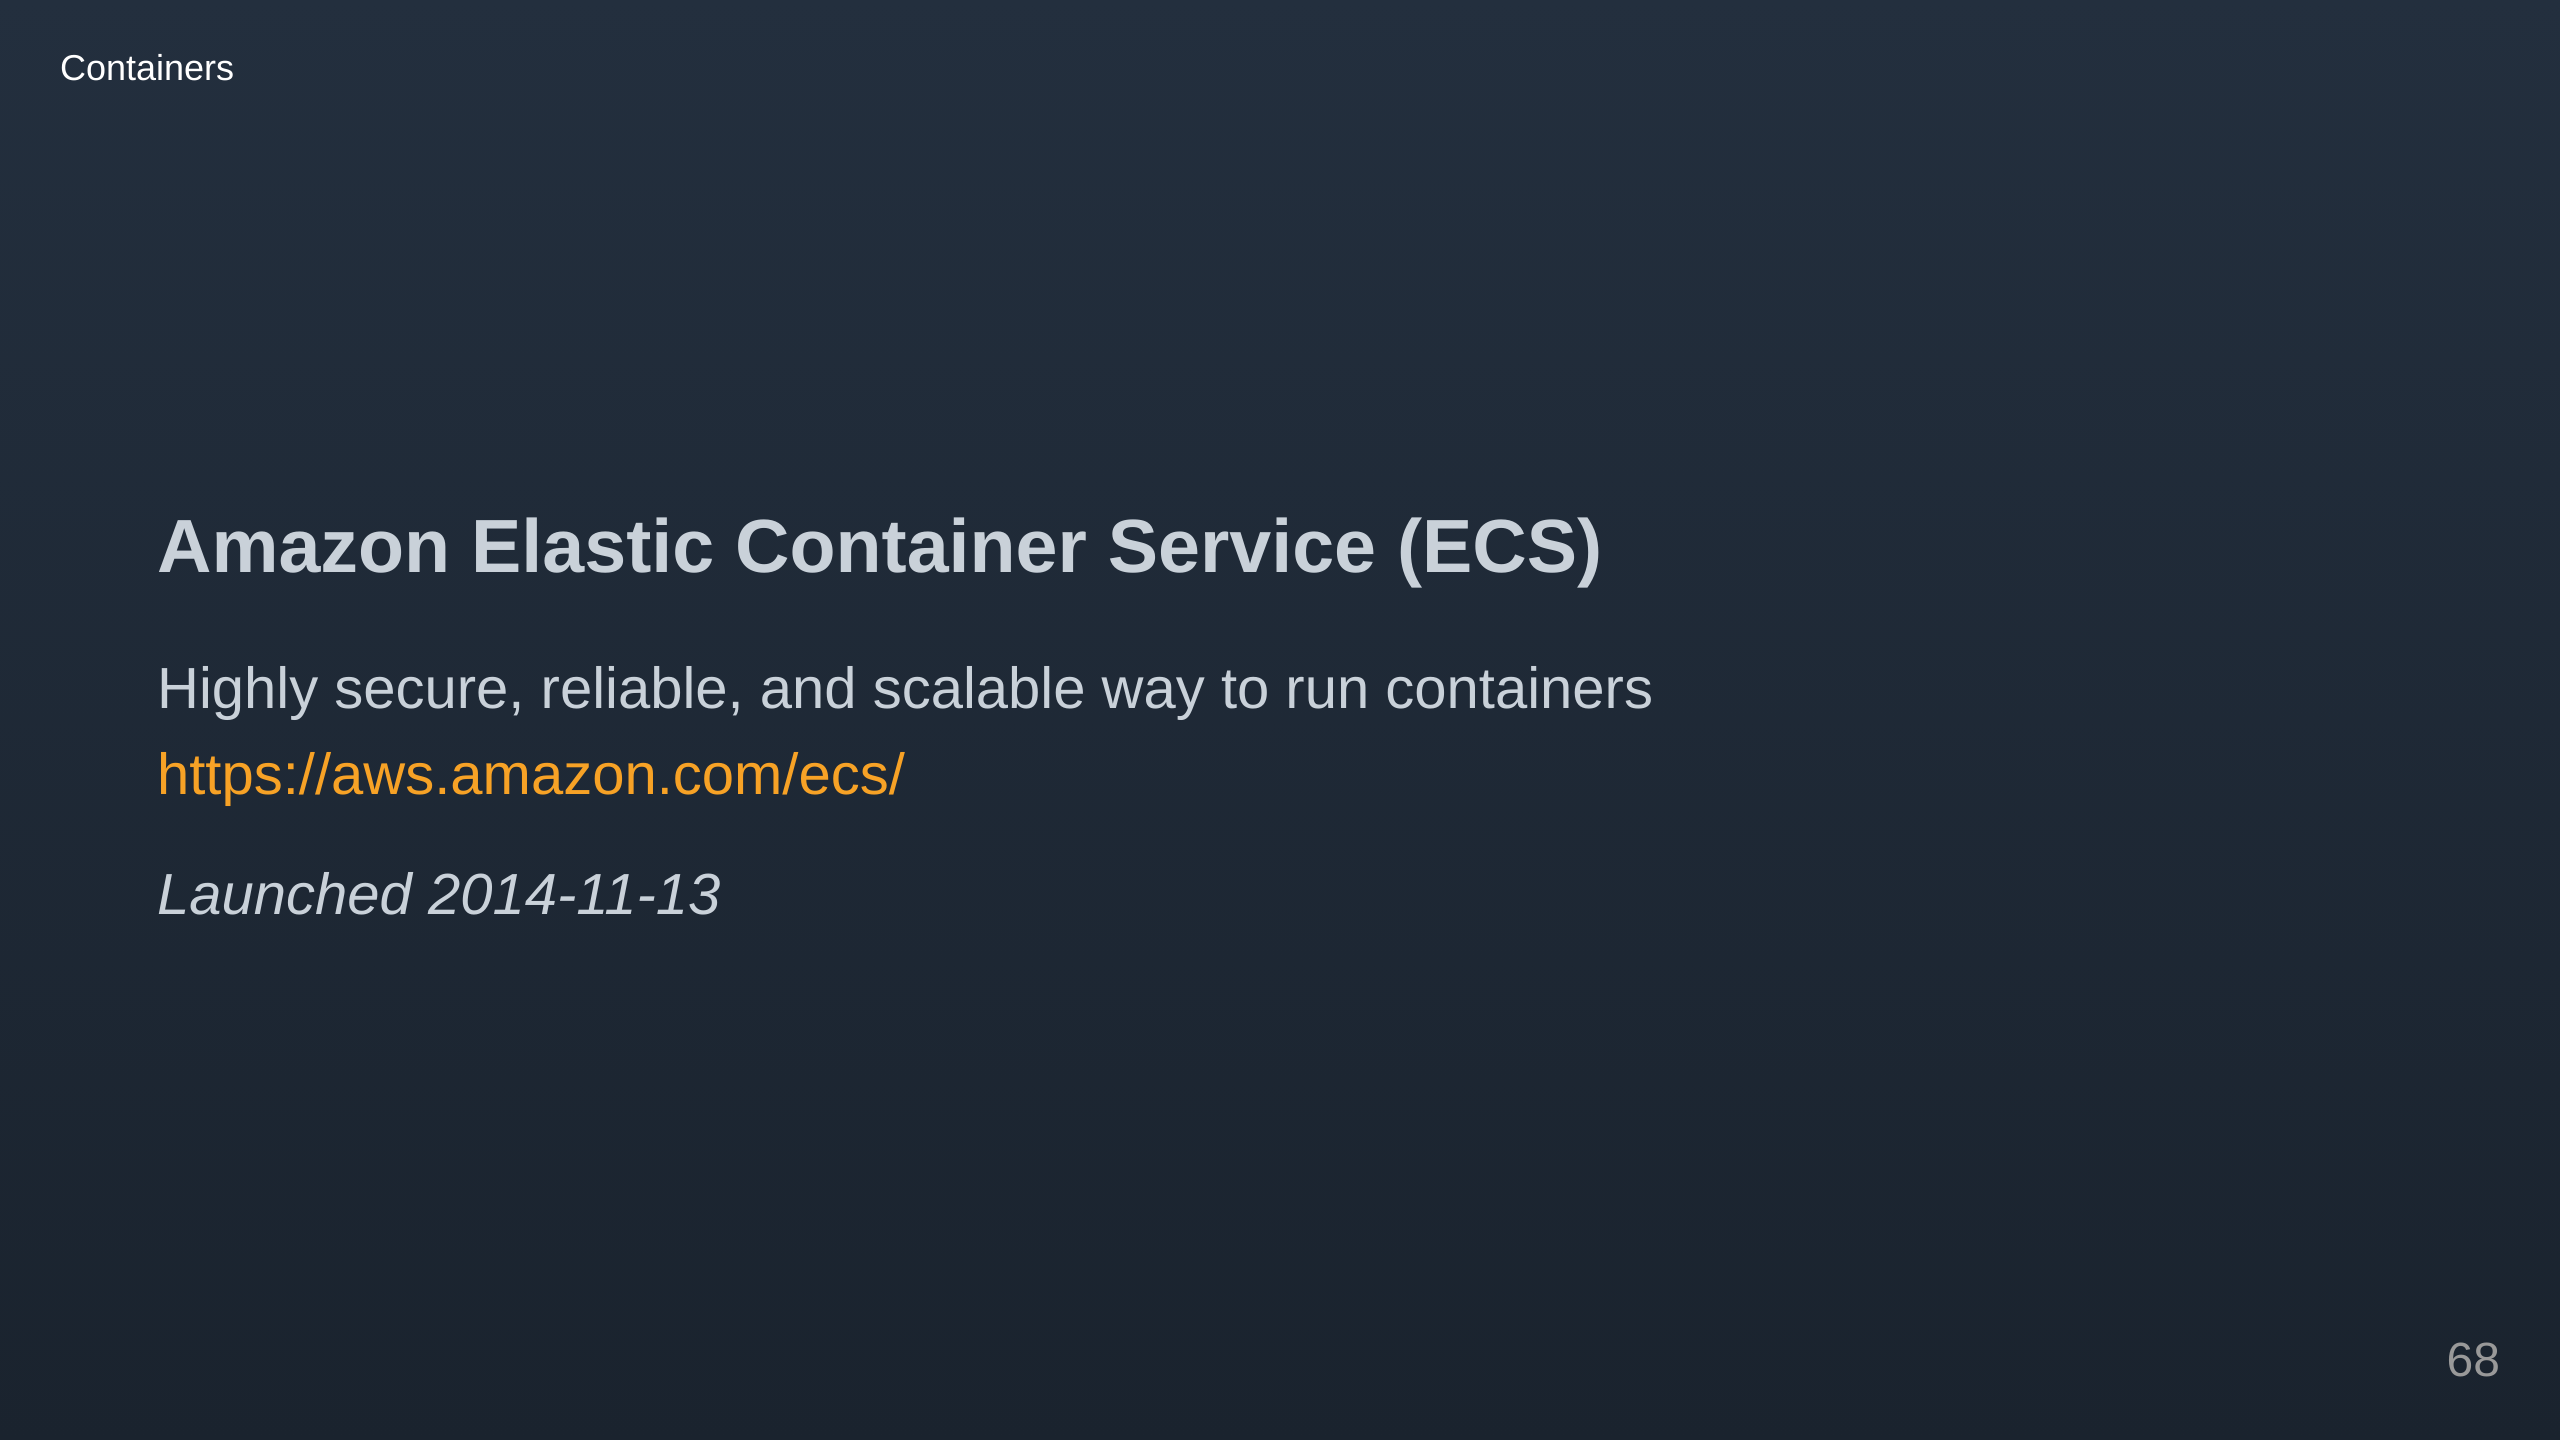 Containers
Amazon Elastic Container Service (ECS)
Highly secure, reliable, and scalable way to run containers
https://aws.amazon.com/ecs/
Launched 2014-11-13
68